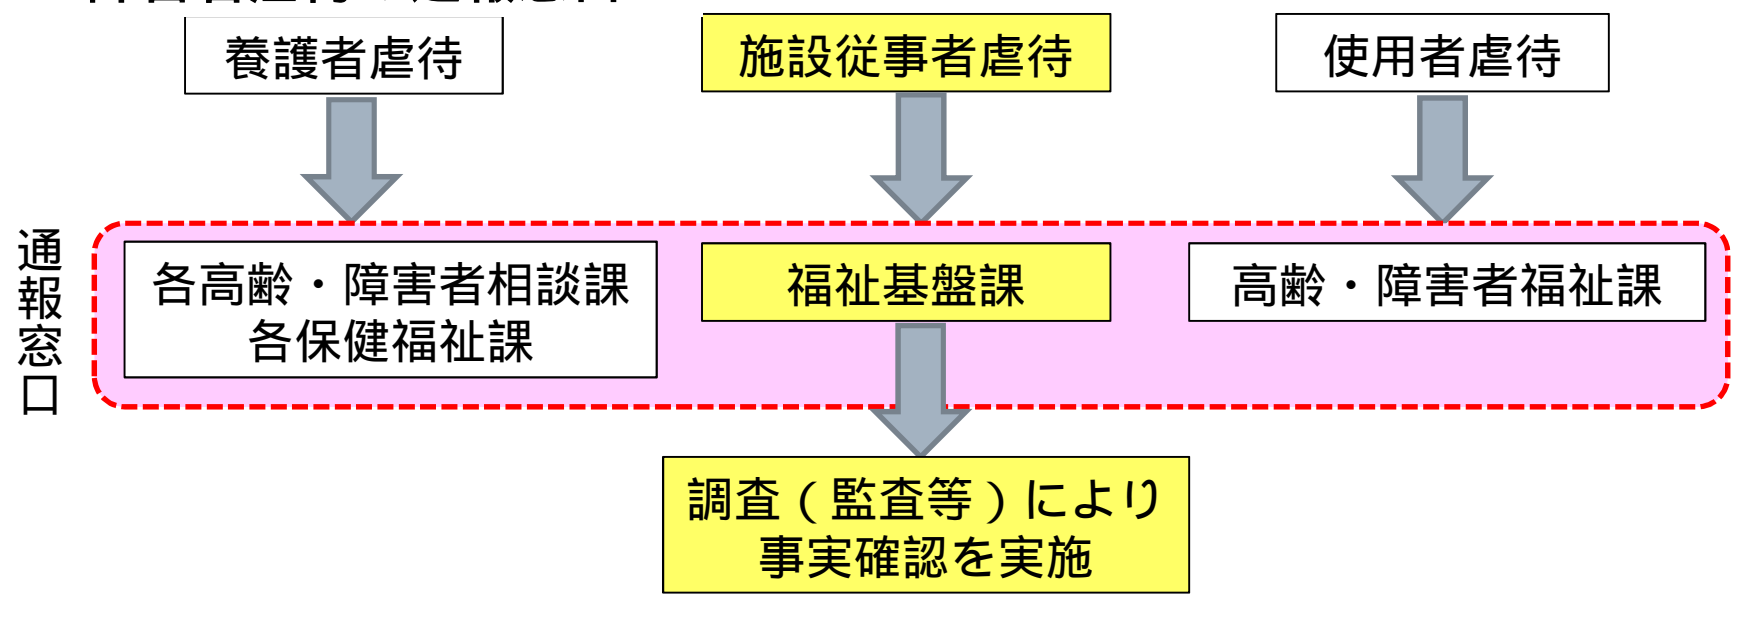 養護者虐待
施設従事者虐待
使用者虐待
通報窓口
各高齢・障害者相談課
各保健福祉課
福祉基盤課
高齢・障害者福祉課
調査(監査等)により
事実確認を実施